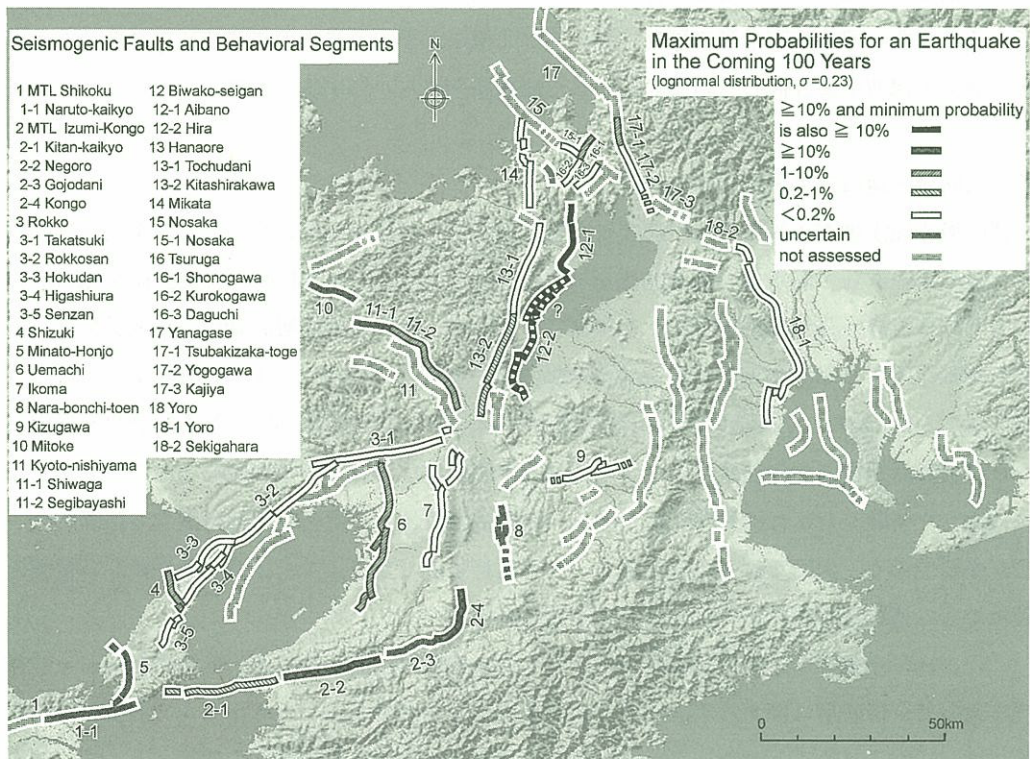 Seismogenic Faults and Behavioral Segments
1 MTL Shikoku
1-1 Naruto-kaikyo
2 MTL Izumi-Kongo
2-1 Kitan-kaikyo
2-2 Negoro
2-3 Gojodani
2-4 Kongo
3 Rokko
3-1 Takatsuki
3-2 Rokkosan
3-3 Hokudan
3-4 Higashiura
3-5 Senzan
4 Shizuki
5 Minato-Honjo
6 Uemachi
7 Ikoma
8 Nara-bonchi-toen
9 Kizugawa
10 Mitoke
11 Kyoto-nishiyama
11-1 Shiwaga
11-2 Segibayashi
12 Biwako-seigan
12-1 Aibano
12-2 Hira
13 Hanaore
13-1 Tochudani
13-2 Kitashirakawa
14 Mikata
15 Nosaka
15-1 Nosaka
16 Tsuruga
16-1 Shonogawa
16-2 Kurokogawa
16-3 Daguchi
17 Yanagase
17-1 Tsubakizaka-toge
17-2 Yogogawa
17-3 Kajiya
18 Yoro
18-1 Yoro
18-2 Sekigahara
N
Maximum Probabilities for an Earthquake
in the Coming 100 Years
(lognormal distribution, σ=0.23)
≧10% and minimum probability
is also ≧ 10%
≧10%
1-10%
0.2-1%
<0.2%
uncertain
not assessed
17
15
17-1
15-1
16-2
16-3
16-1
14
17-2
17-3
18-2
12-1
13-1
10
11-1
11-2
?
12-2
13-2
18-1
11
3-1
9
3-2
6
7
8
3-3
3-4
4
3-5
2-4
5
2-3
2-2
2-1
1
1-1
0
50km